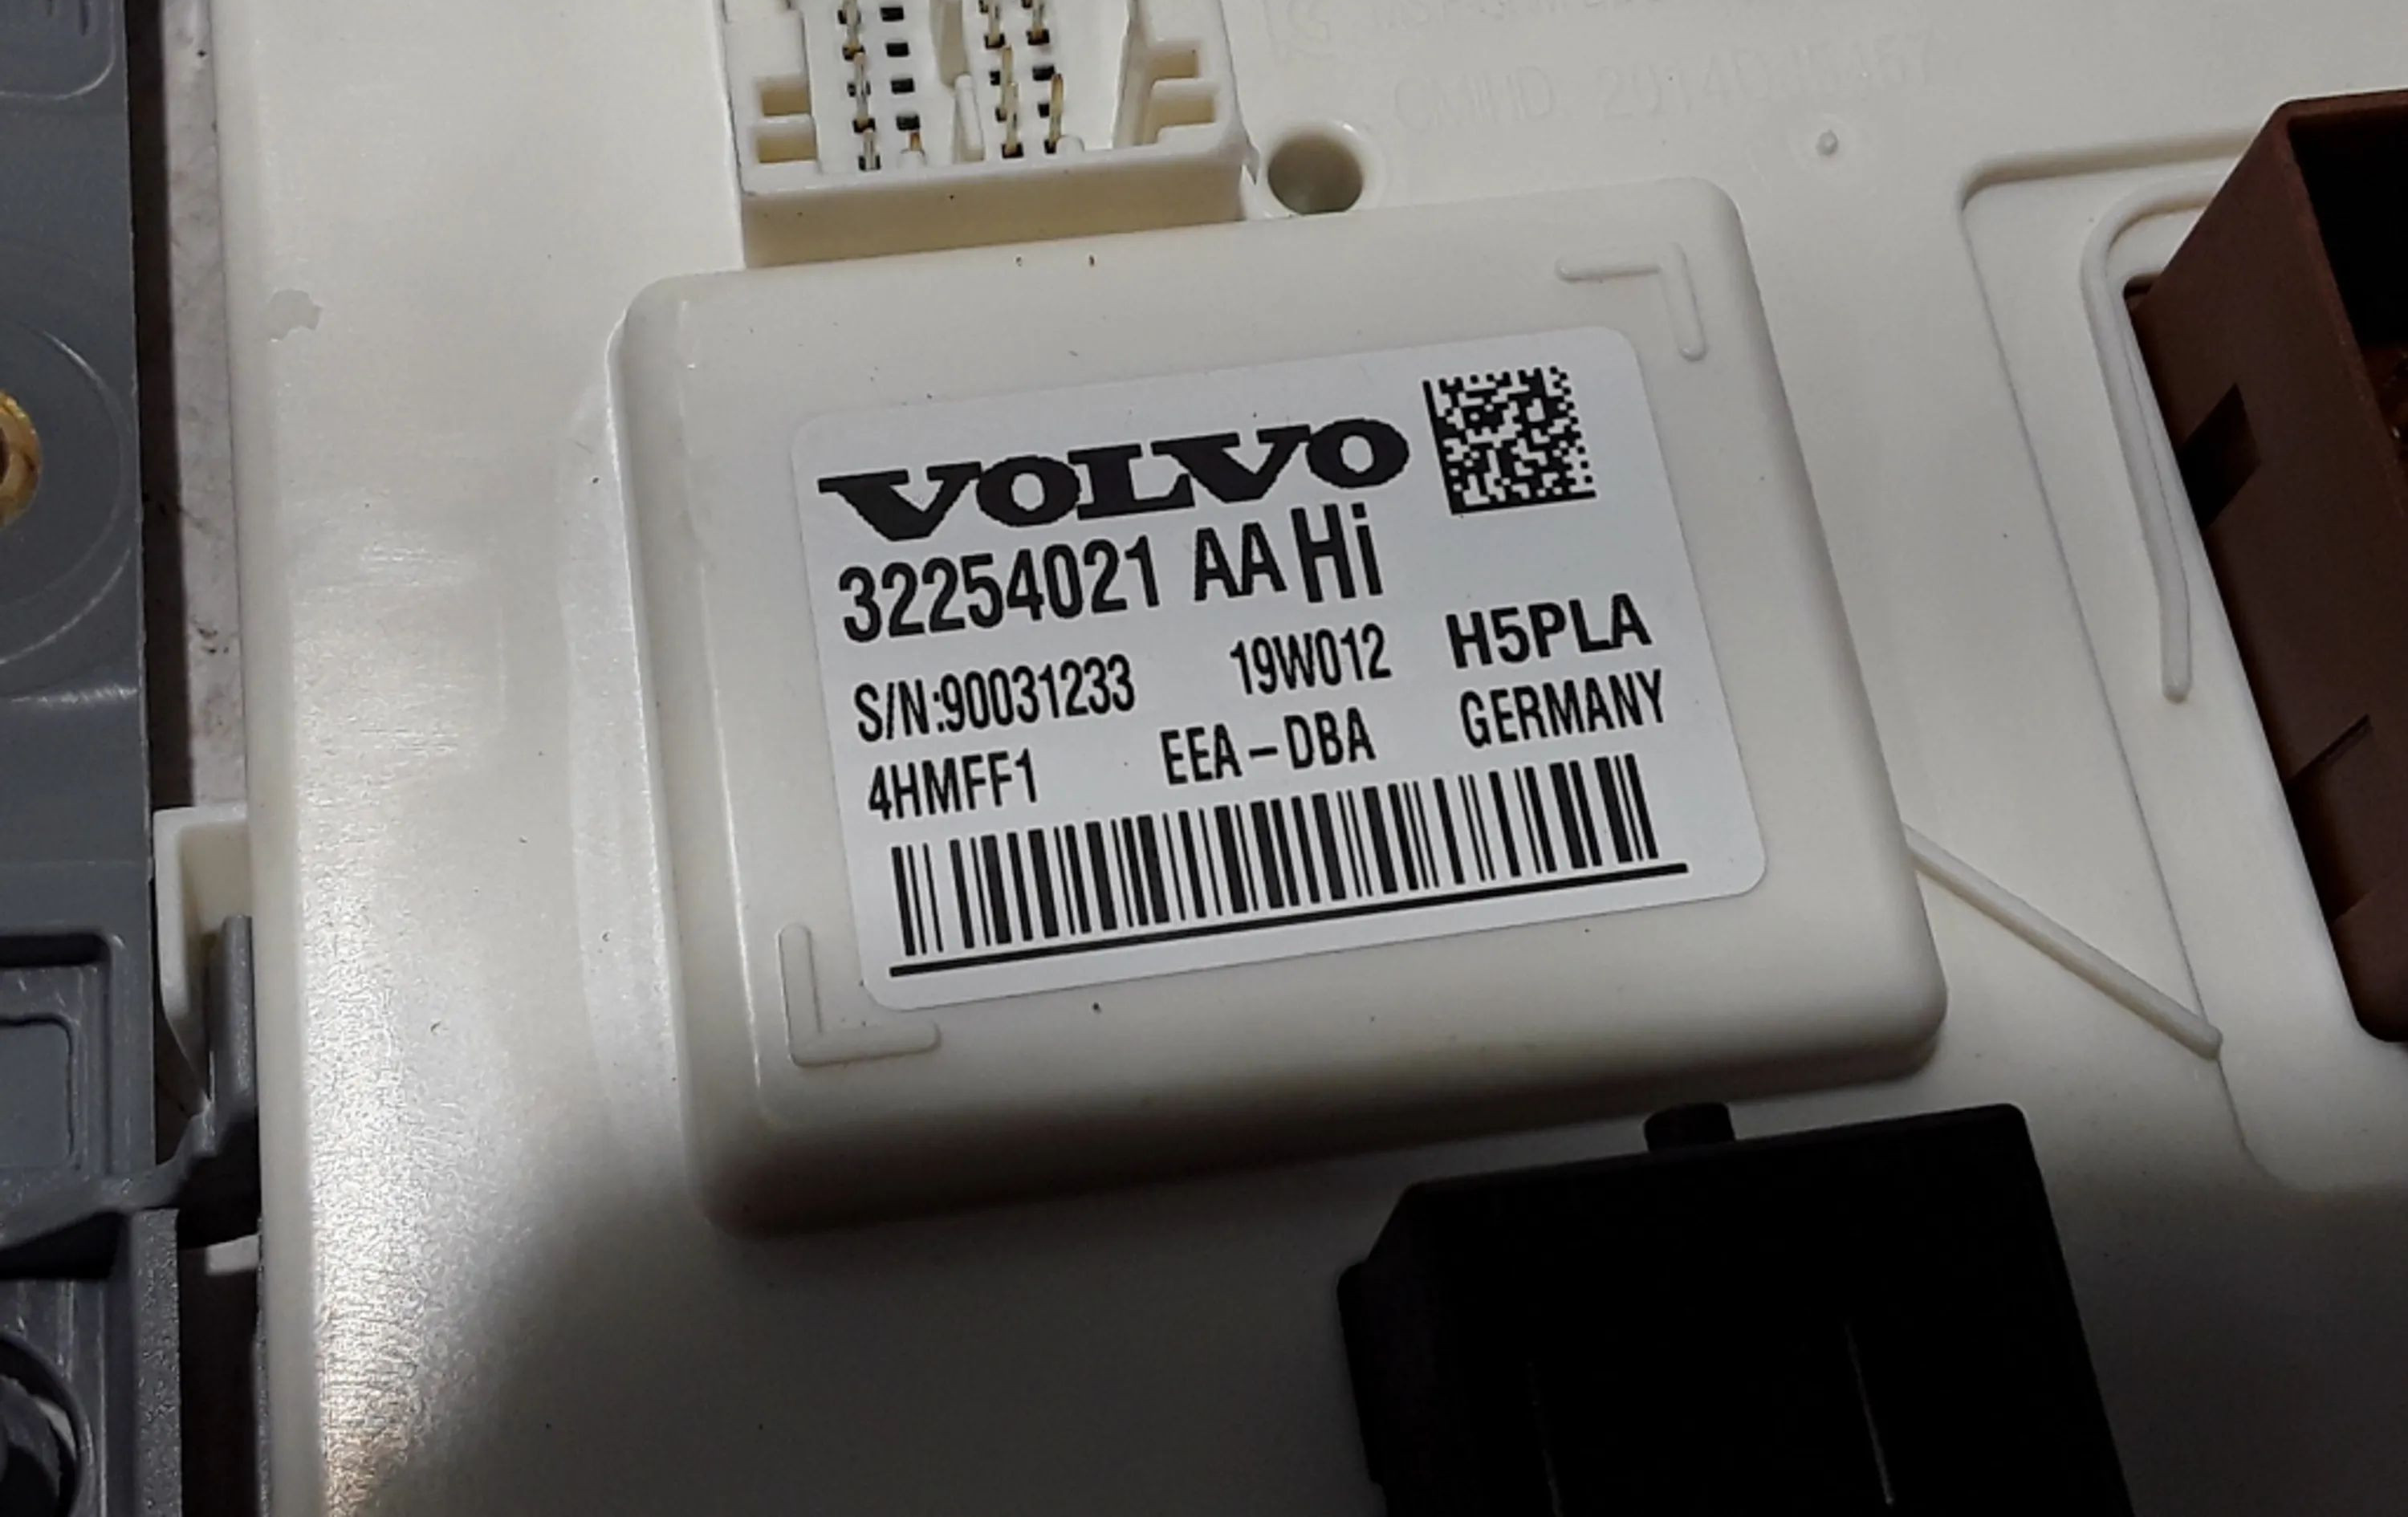 VOLVO
32254021 AA Hi
S/N:90031233 19W012 H5PLA
4HMFF1 EEA-DBA GERMANY